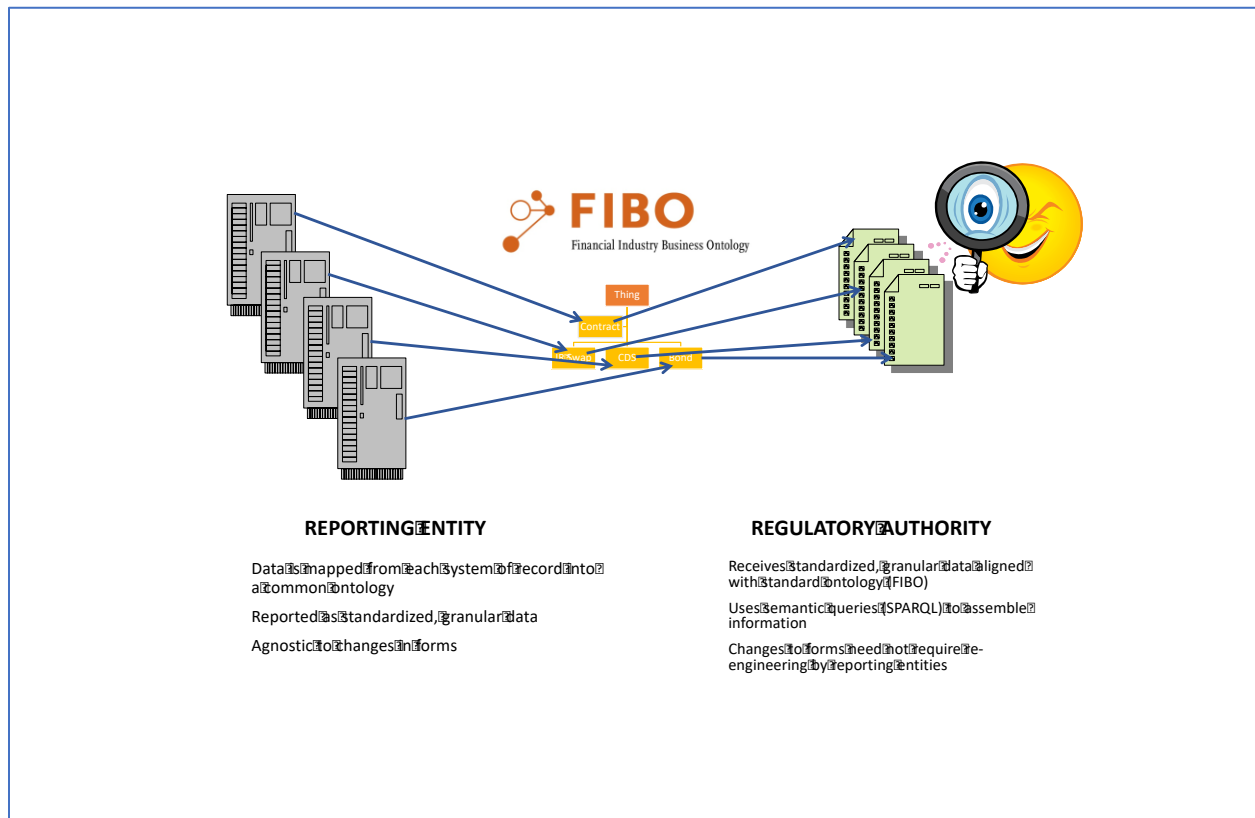 FIBO
Financial Industry Business Ontology
Thing
Contract
IR Swap
CDS
Bond
REPORTING ENTITY
Data is mapped from each system of record into
a common ontology
Reported as standardized, granular data
Agnostic to changes in forms
REGULATORY AUTHORITY
Receives standardized, granular data aligned
with standard ontology (FIBO)
Uses semantic queries (SPARQL) to assemble
information
Changes to forms need not require re-
engineering by reporting entities